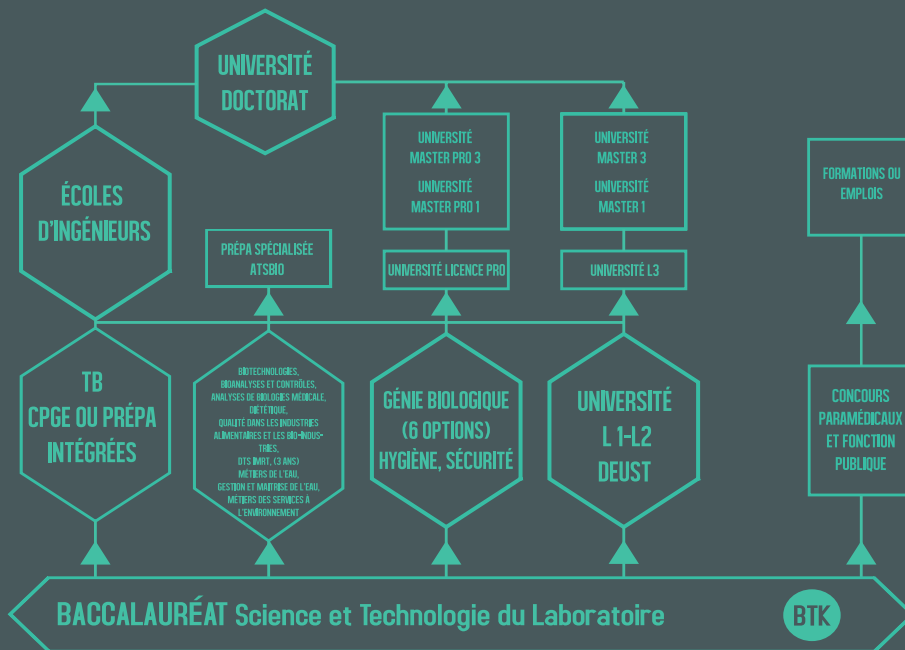 UNIVERSITÉ
DOCTORAT
UNIVERSITÉ
MASTER PRO 3
UNIVERSITÉ
MASTER PRO 1
UNIVERSITÉ
MASTER 3
UNIVERSITÉ
MASTER 1
FORMATIONS OU
EMPLOIS
ÉCOLES
D'INGÉNIEURS
PRÉPA SPÉCIALISÉE
ATSBIO
UNIVERSITÉ LICENCE PRO
UNIVERSITÉ L3
TB
CPGE OU PRÉPA
INTÉGRÉES
BIOTECHNOLOGIES,
BIOANALYSES ET CONTRÔLES,
ANALYSES DE BIOLOGIES MÉDICALE,
DIÉTÉTIQUE,
QUALITÉ DANS LES INDUSTRIES
ALIMENTAIRES ET LES BIO-INDUS-
TRIES,
DTS IMRT, (3 ANS)
MÉTIERS DE L'EAU,
GESTION ET MAITRISE DE L'EAU,
MÉTIERS DES SERVICES À
L'ENVIRONNEMENT
GÉNIE BIOLOGIQUE
(6 OPTIONS)
HYGIÈNE, SÉCURITÉ
UNIVERSITÉ
L 1-L2
DEUST
CONCOURS
PARAMÉDICAUX
ET FONCTION
PUBLIQUE
BACCALAURÉAT Science et Technologie du Laboratoire
BTK